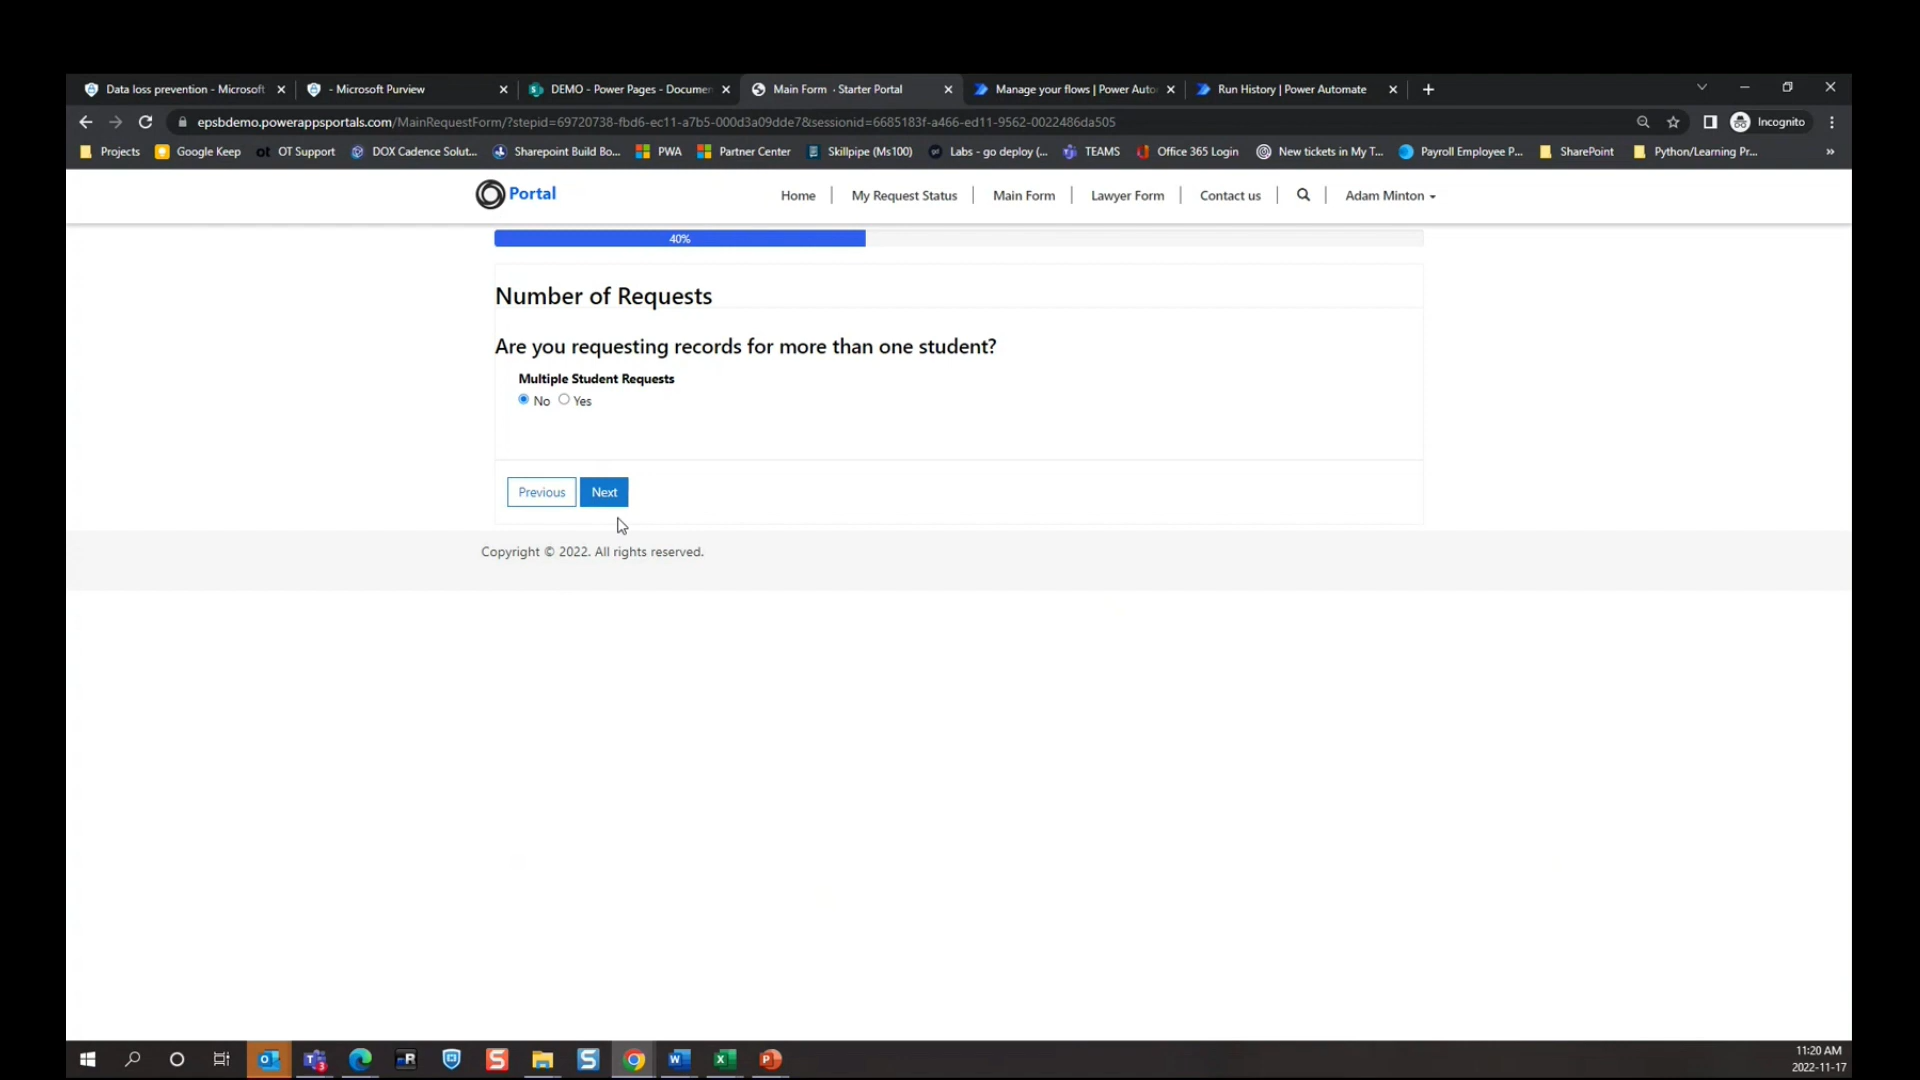 Data loss prevention - Microsoft
- Microsoft Purview
DEMO - Power Pages - Documen
Main Form · Starter Portal
Manage your flows | Power Auto
Run History | Power Automate
epsbdemo.powerappsportals.com/MainRequestForm/?stepid=69720738-fbd6-ec11-a7b5-000d3a09dde7&sessionid=6685183f-a466-ed11-9562-0022486da505
Incognito
Projects
Google Keep
ot OT Support
DOX Cadence Solut...
Sharepoint Build Bo...
PWA
Partner Center
Skillpipe (Ms100)
Labs - go deploy (...
TEAMS
Office 365 Login
New tickets in My T...
Payroll Employee P...
SharePoint
Python/Learning Pr...
»
Portal
Home
My Request Status
Main Form
Lawyer Form
Contact us
Adam Minton
40%
Number of Requests
Are you requesting records for more than one student?
Multiple Student Requests
No Yes
Previous Next
Copyright © 2022. All rights reserved.
11:20 AM
2022-11-17